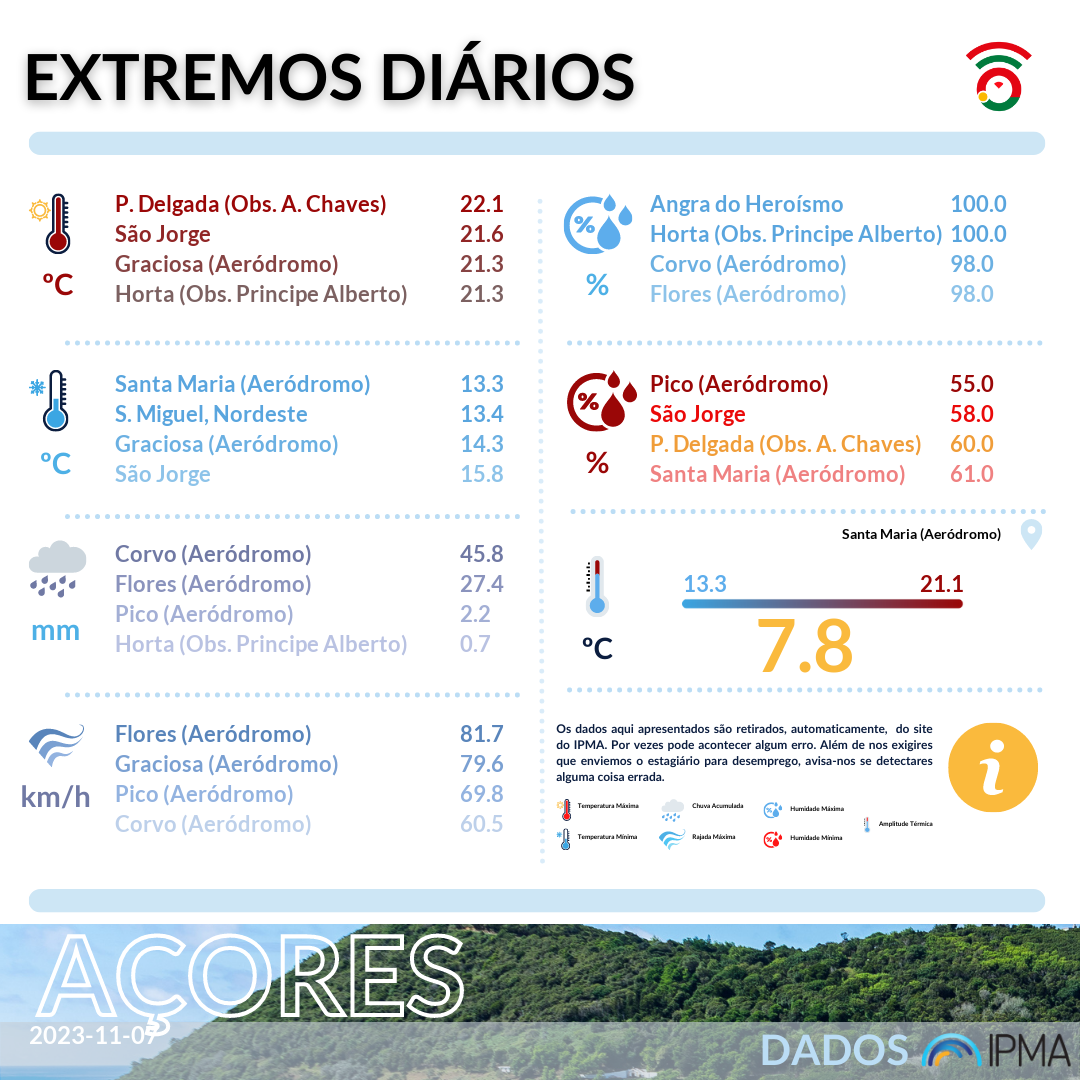 EXTREMOS DIÁRIOS
P. Delgada (Obs. A. Chaves) 22.1
São Jorge 21.6
Graciosa (Aeródromo) 21.3
Horta (Obs. Principe Alberto) 21.3
ºC
Santa Maria (Aeródromo) 13.3
S. Miguel, Nordeste 13.4
Graciosa (Aeródromo) 14.3
São Jorge 15.8
ºC
Corvo (Aeródromo) 45.8
Flores (Aeródromo) 27.4
Pico (Aeródromo) 2.2
Horta (Obs. Principe Alberto) 0.7
mm
Flores (Aeródromo) 81.7
Graciosa (Aeródromo) 79.6
Pico (Aeródromo) 69.8
Corvo (Aeródromo) 60.5
km/h
%
Angra do Heroísmo 100.0
Horta (Obs. Principe Alberto) 100.0
Corvo (Aeródromo) 98.0
Flores (Aeródromo) 98.0
%
%
Pico (Aeródromo) 55.0
São Jorge 58.0
P. Delgada (Obs. A. Chaves) 60.0
Santa Maria (Aeródromo) 61.0
%
Santa Maria (Aeródromo)
13.3 21.1
7.8
ºC
Os dados aqui apresentados são retirados, automaticamente, do site
do IPMA. Por vezes pode acontecer algum erro. Além de nos exigires
que enviemos o estagiário para desemprego, avisa-nos se detectares
alguma coisa errada.
i
Temperatura Máxima Chuva Acumulada Humidade Máxima
Amplitude Térmica
Temperatura Mínima Rajada Máxima Humidade Mínima
AÇORES
2023-11-07
DADOS IPMA